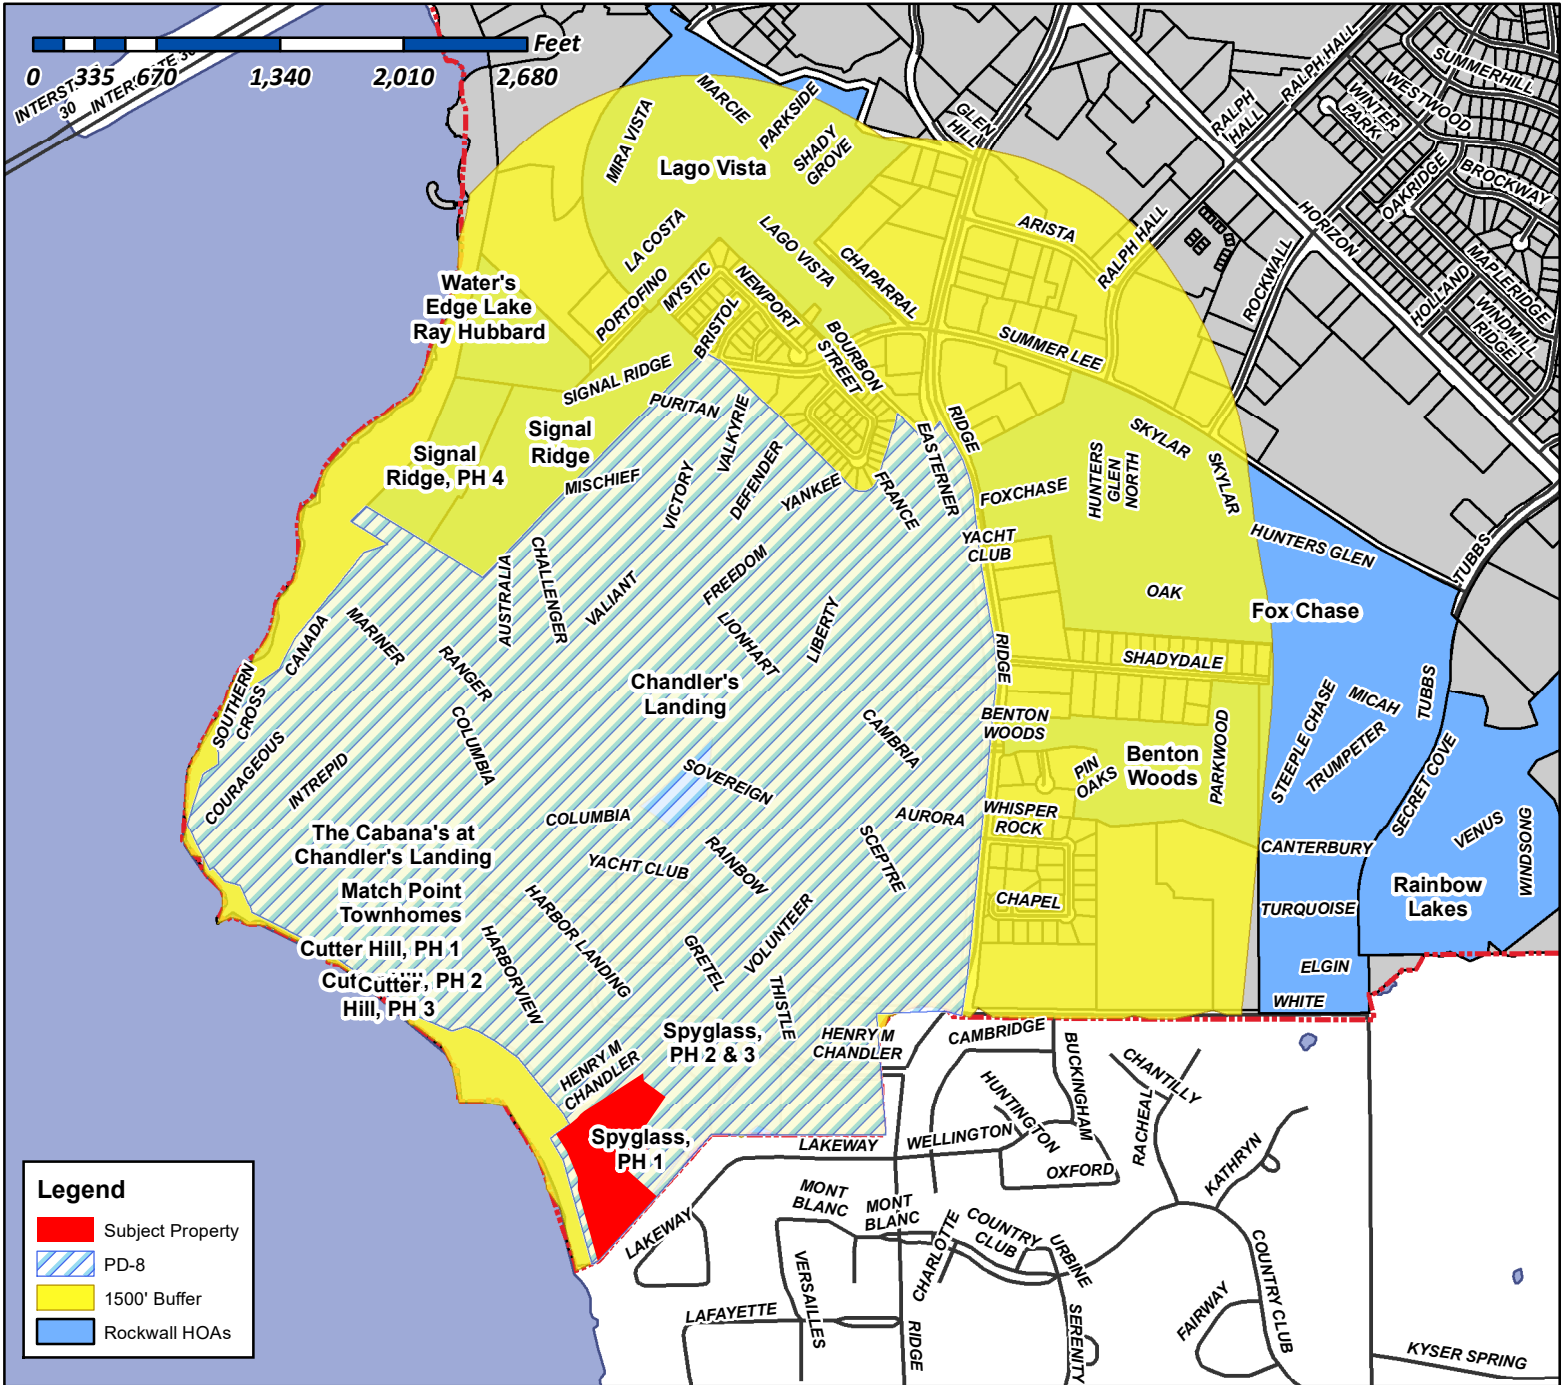 Feet
0 335 670 1,340 2,010 2,680
INTERSTATE 30
INTERSTATE 30
MARCIE
PARKSIDE
MIRA VISTA
SHADY
GROVE
Lago Vista
GLEN
HILL
RALPH HALL
RALPH
HALL
SUMMERHILL
WESTWOOD
WINTER
PARK
OAKRIDGE
BROCKWAY
HORIZON
MAPLERIDGE
HOLLAND
WINDMILL
RIDGE
ROCKWALL
ARISTA
RALPH HALL
LA COSTA
LAGO VISTA
CHAPARRAL
PORTOFINO
MYSTIC
NEWPORT
BRISTOL
BOURBON
STREET
SUMMER LEE
Water's
Edge Lake
Ray Hubbard
SIGNAL RIDGE
PURITAN
VALKYRIE
Signal
Ridge
Signal
Ridge, PH 4
MISCHIEF
VICTORY
DEFENDER
YANKEE
FRANCE
EASTERNER
RIDGE
FOXCHASE
HUNTERS
GLEN
NORTH
SKYLAR
SKYLAR
YACHT
CLUB
HUNTERS GLEN
TUBBS
OAK
Fox Chase
AUSTRALIA
CHALLENGER
VALIANT
FREEDOM
LIONHART
LIBERTY
CANADA
MARINER
RANGER
RIDGE
SHADYDALE
SOUTHERN
CROSS
Chandler's
Landing
COLUMBIA
CAMBRIA
BENTON
WOODS
Benton
Woods
PARKWOOD
STEEPLE CHASE
MICAH
TUBBS
TRUMPETER
COURAGEOUS
INTREPID
SOVEREIGN
PIN
OAKS
SECRET COVE
VENUS
WINDSONG
COLUMBIA
AURORA
WHISPER
ROCK
CANTERBURY
The Cabana's at
Chandler's Landing
YACHT CLUB
RAINBOW
SCEPTRE
Match Point
Townhomes
HARBOR LANDING
CHAPEL
TURQUOISE
Rainbow
Lakes
Cutter Hill, PH 1
HARBORVIEW
GRETEL
VOLUNTEER
ELGIN
Cutter Hill, PH 2
Cutter
Hill, PH 3
THISTLE
WHITE
Spyglass,
PH 2 & 3
HENRY M
CHANDLER
HENRY M
CHANDLER
CAMBRIDGE
BUCKINGHAM
CHANTILLY
HUNTINGTON
RACHEAL
Spyglass,
PH 1
LAKEWAY
WELLINGTON
OXFORD
KATHRYN
MONT
BLANC
MONT
BLANC
LAKEWAY
CHARLOTTE
COUNTRY
CLUB
URBINE
COUNTRY CLUB
VERSAILLES
LAFAYETTE
RIDGE
SERENITY
FAIRWAY
KYSER SPRING
Legend
Subject Property
PD-8
1500' Buffer
Rockwall HOAs